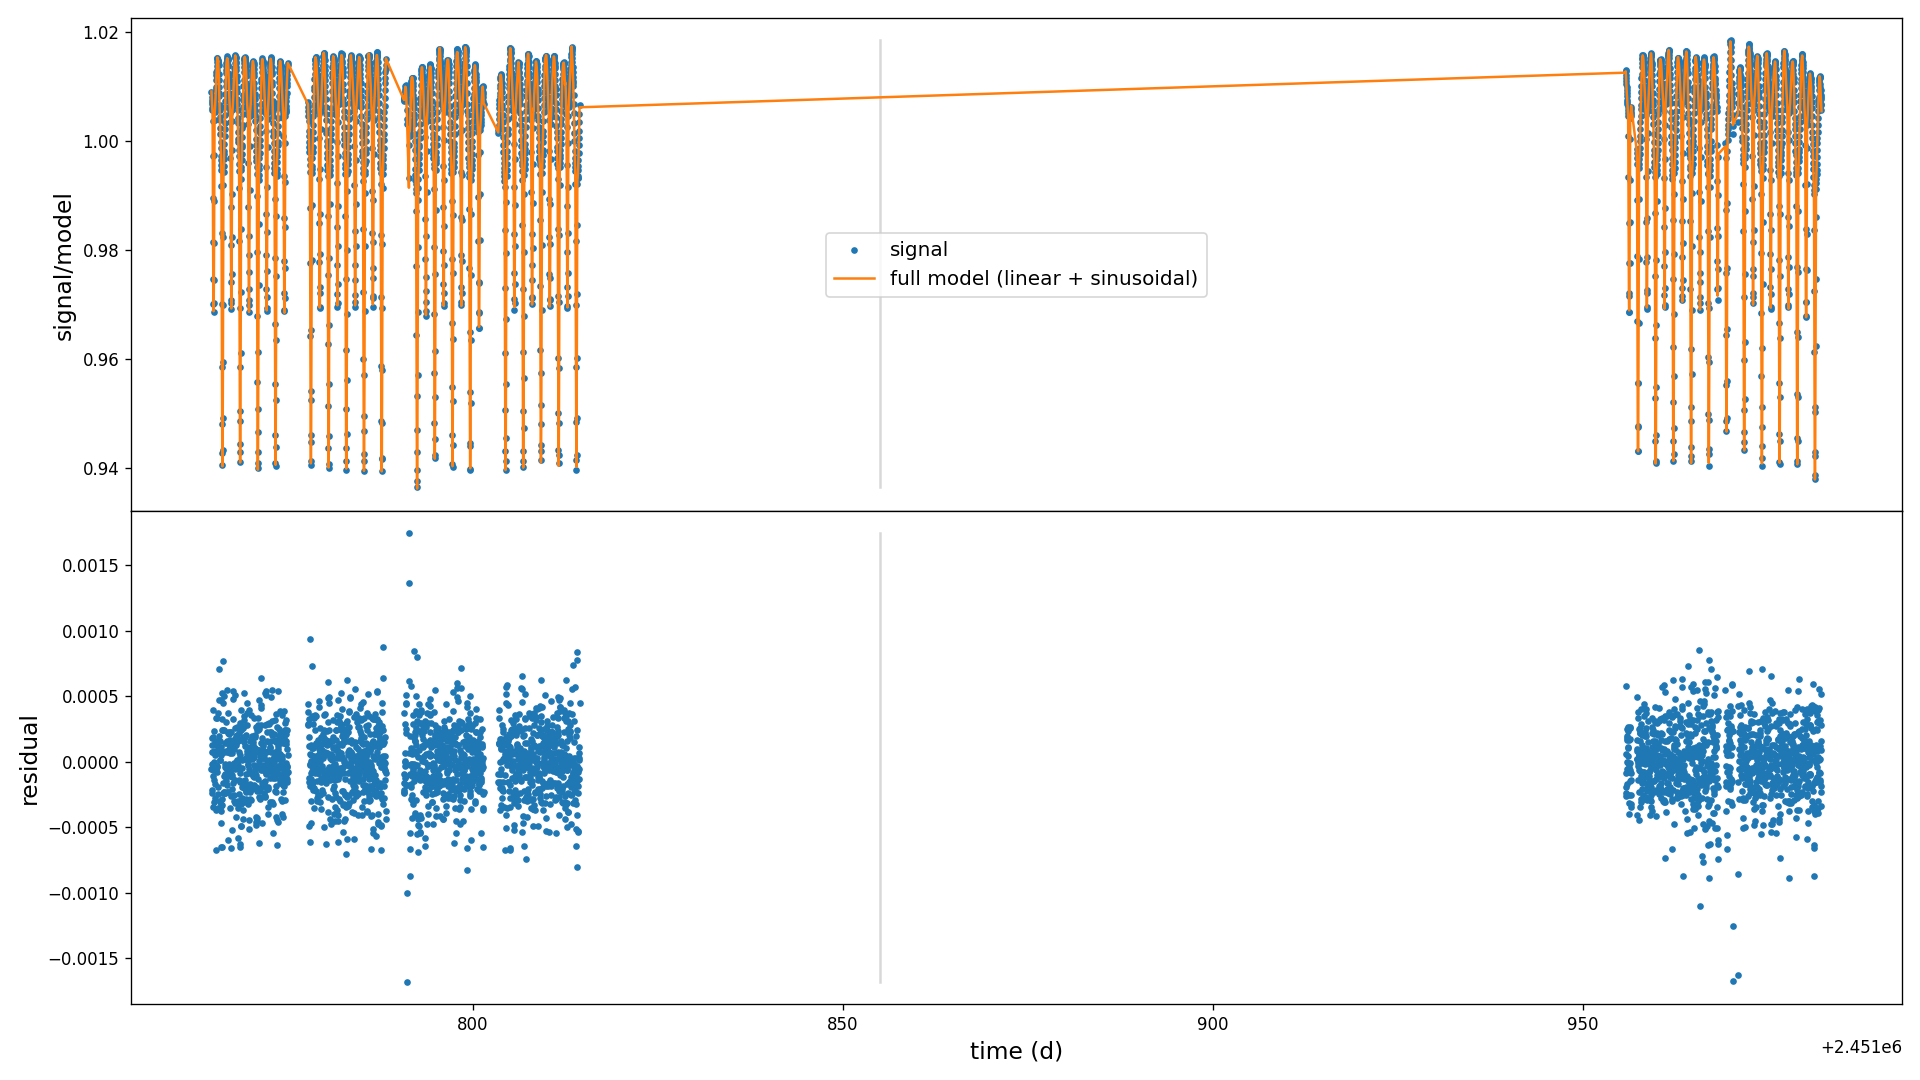 1.02
1.00
0.98
0.96
0.94
signal/model
signal
full model (linear + sinusoidal)
0.0015
0.0010
0.0005
0.0000
−0.0005
−0.0010
−0.0015
residual
800
850
900
950
time (d)
+2.451e6